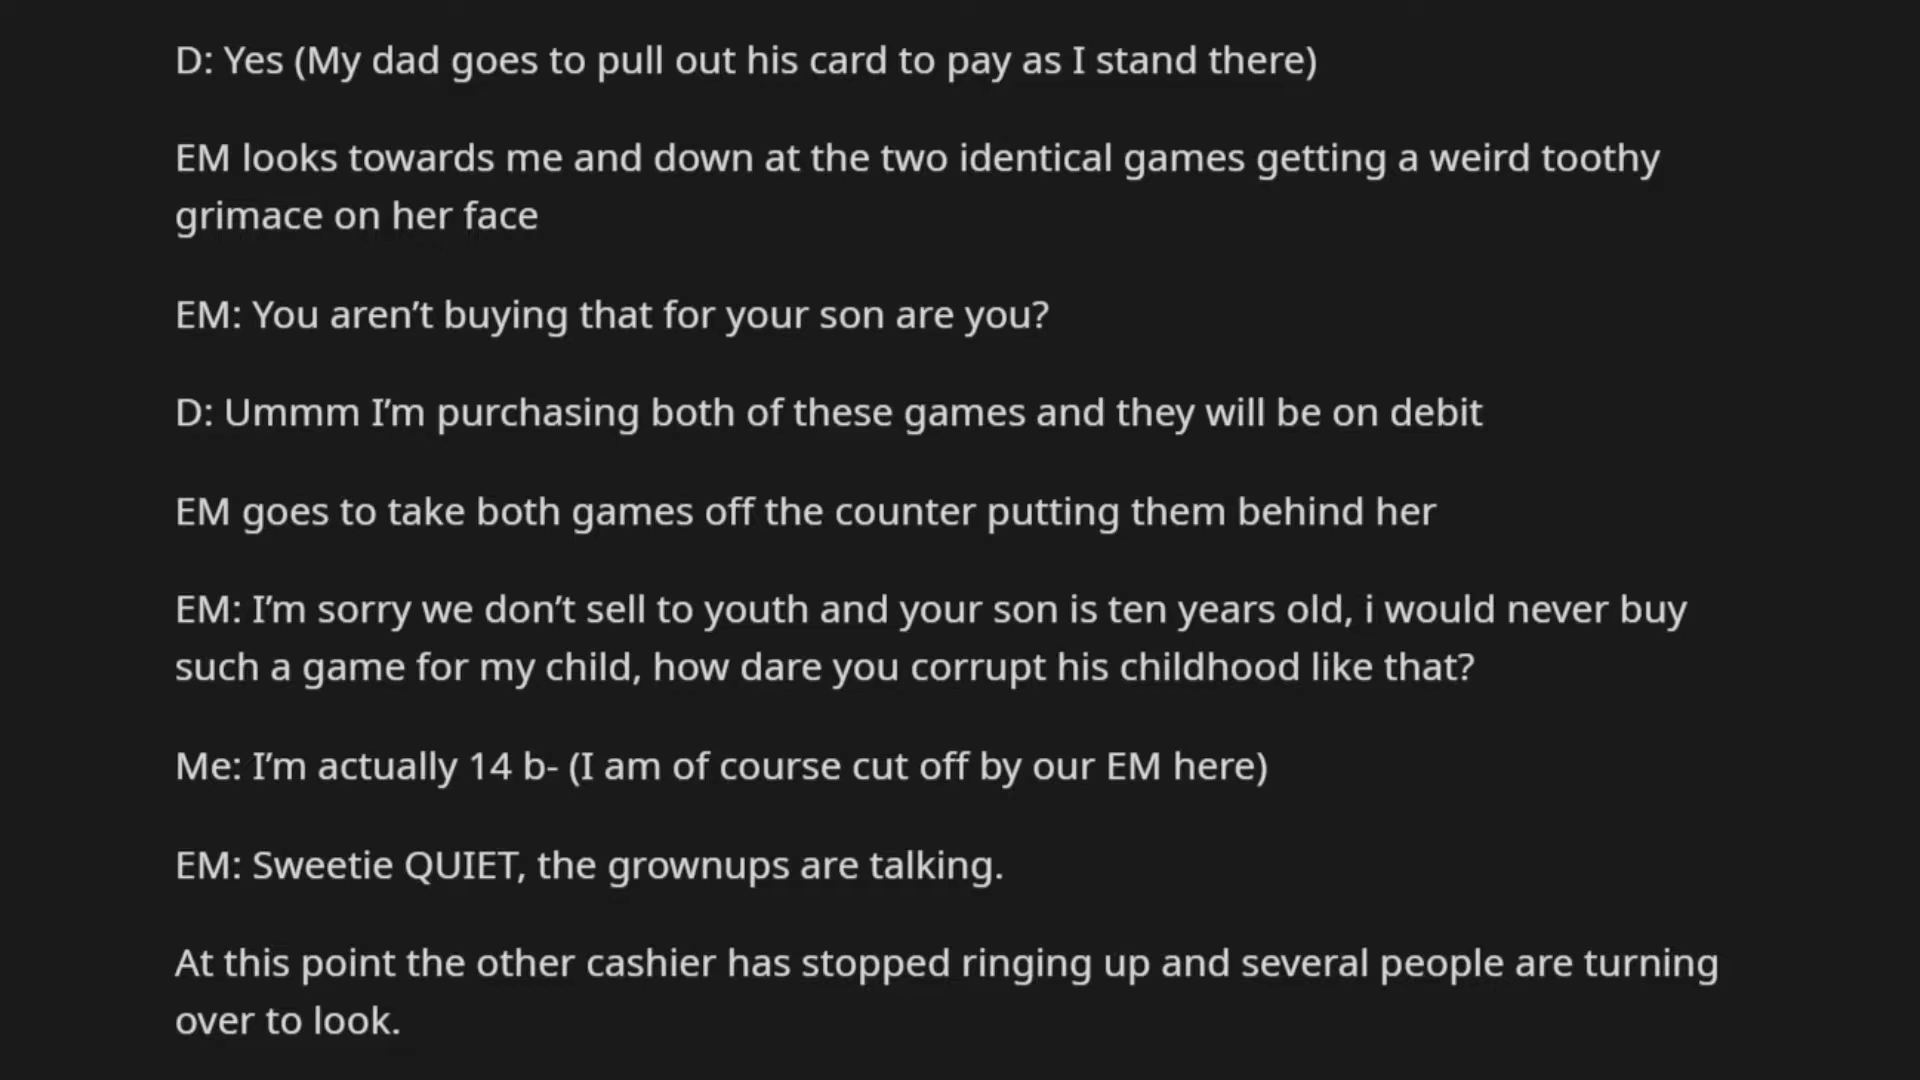 D: Yes (My dad goes to pull out his card to pay as I stand there)
EM looks towards me and down at the two identical games getting a weird toothy
grimace on her face
EM: You aren’t buying that for your son are you?
D: Ummm I’m purchasing both of these games and they will be on debit
EM goes to take both games off the counter putting them behind her
EM: I’m sorry we don’t sell to youth and your son is ten years old, i would never buy
such a game for my child, how dare you corrupt his childhood like that?
Me: I’m actually 14 b- (I am of course cut off by our EM here)
EM: Sweetie QUIET, the grownups are talking.
At this point the other cashier has stopped ringing up and several people are turning
over to look.